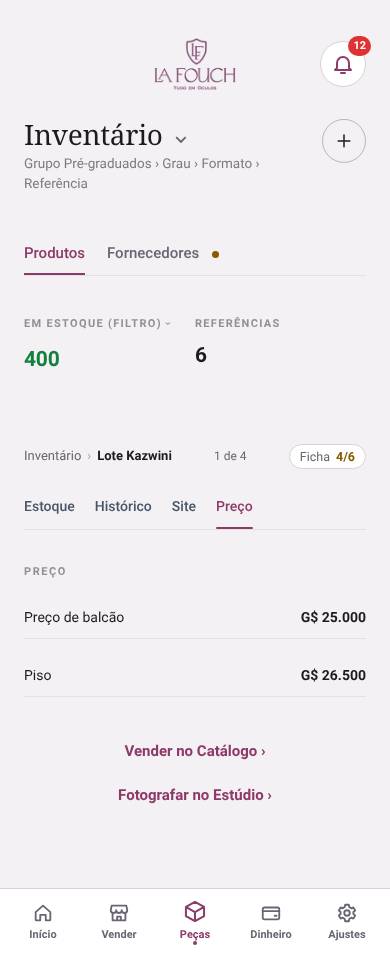 LA FOUCH
TUDO EM ÓCULOS
12
Inventário
Grupo Pré-graduados › Grau › Formato ›
Referência
Produtos
Fornecedores
EM ESTOQUE (FILTRO)
REFERÊNCIAS
400
6
Inventário › Lote Kazwini
1 de 4
Ficha 4/6
Estoque
Histórico
Site
Preço
PREÇO
Preço de balcão
G$ 25.000
Piso
G$ 26.500
Vender no Catálogo ›
Fotografar no Estúdio ›
Início
Vender
Peças
Dinheiro
Ajustes